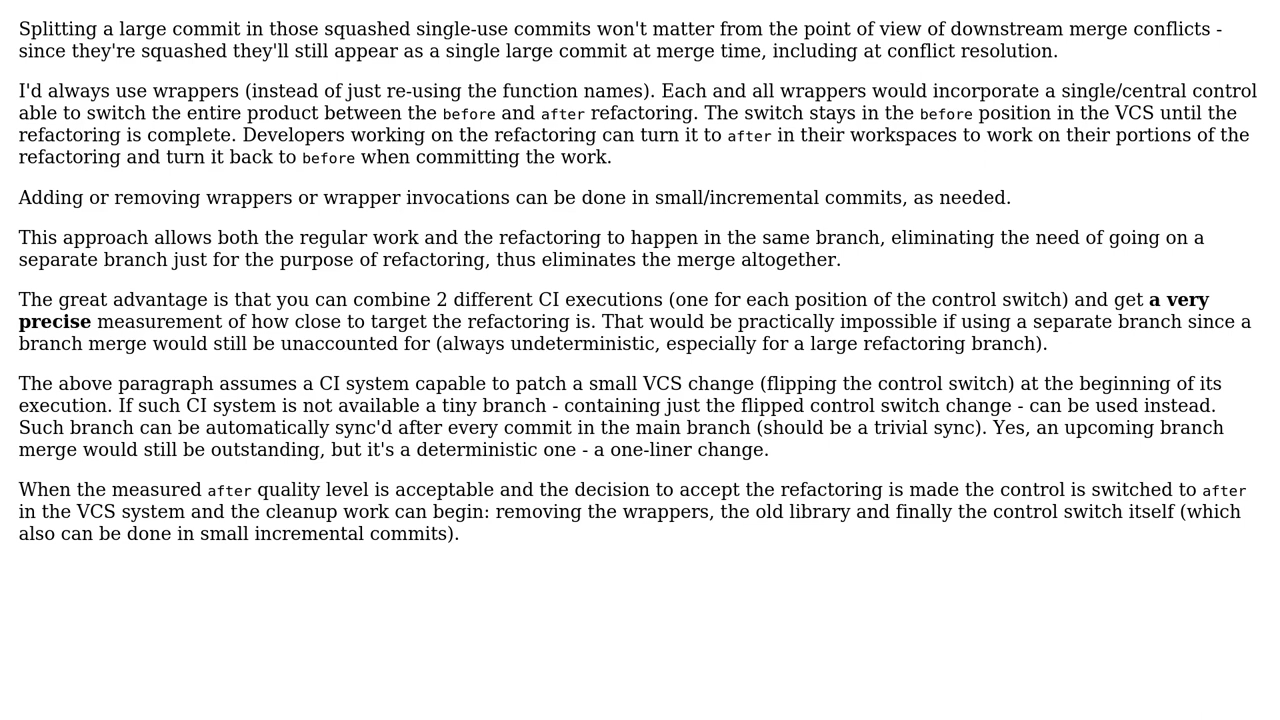 Splitting a large commit in those squashed single-use commits won't matter from the point of view of downstream merge conflicts -
since they're squashed they'll still appear as a single large commit at merge time, including at conflict resolution.
I'd always use wrappers (instead of just re-using the function names). Each and all wrappers would incorporate a single/central control
able to switch the entire product between the before and after refactoring. The switch stays in the before position in the VCS until the
refactoring is complete. Developers working on the refactoring can turn it to after in their workspaces to work on their portions of the
refactoring and turn it back to before when committing the work.
Adding or removing wrappers or wrapper invocations can be done in small/incremental commits, as needed.
This approach allows both the regular work and the refactoring to happen in the same branch, eliminating the need of going on a
separate branch just for the purpose of refactoring, thus eliminates the merge altogether.
The great advantage is that you can combine 2 different CI executions (one for each position of the control switch) and get a very
precise measurement of how close to target the refactoring is. That would be practically impossible if using a separate branch since a
branch merge would still be unaccounted for (always undeterministic, especially for a large refactoring branch).
The above paragraph assumes a CI system capable to patch a small VCS change (flipping the control switch) at the beginning of its
execution. If such CI system is not available a tiny branch - containing just the flipped control switch change - can be used instead.
Such branch can be automatically sync'd after every commit in the main branch (should be a trivial sync). Yes, an upcoming branch
merge would still be outstanding, but it's a deterministic one - a one-liner change.
When the measured after quality level is acceptable and the decision to accept the refactoring is made the control is switched to after
in the VCS system and the cleanup work can begin: removing the wrappers, the old library and finally the control switch itself (which
also can be done in small incremental commits).